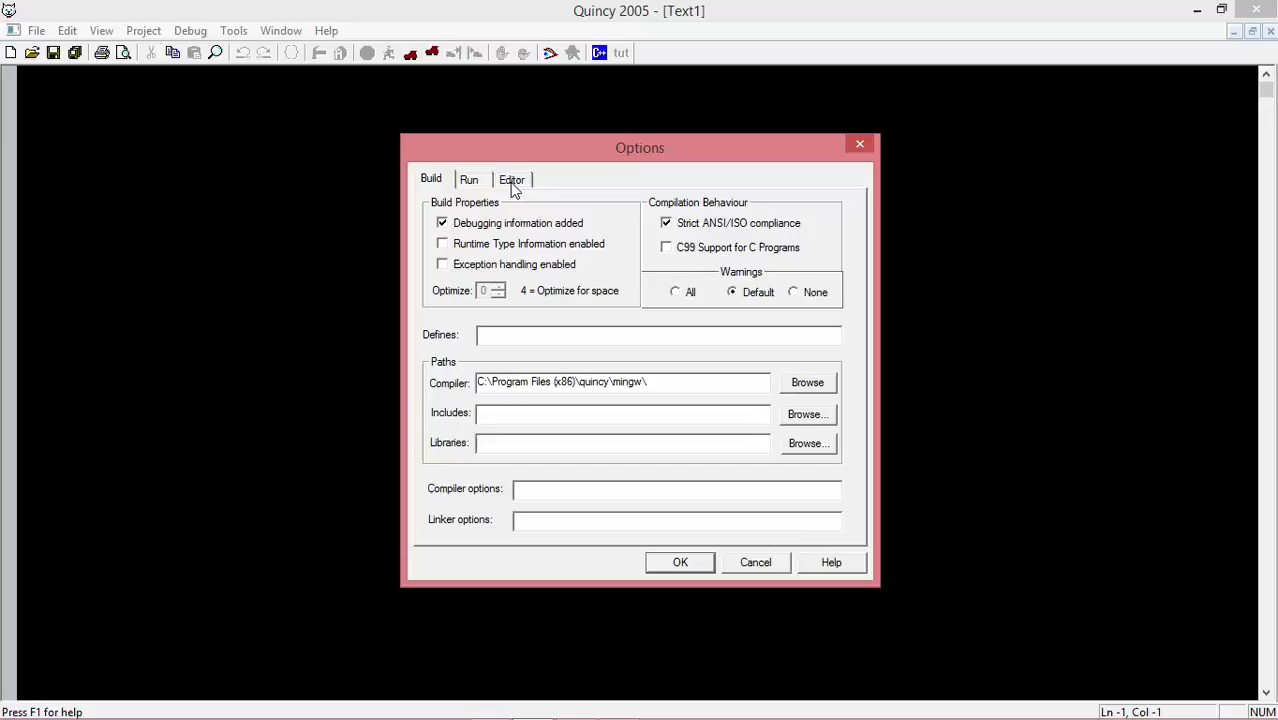 Quincy 2005 - [Text1]
File Edit View Project Debug Tools Window Help
C++ tut
Options
Build Run Editor
Build Properties
Debugging information added
Runtime Type Information enabled
Exception handling enabled
Optimize: 0 4 = Optimize for space
Compilation Behaviour
Strict ANSI/ISO compliance
C99 Support for C Programs
Warnings
All Default None
Defines:
Paths
Compiler: C:\Program Files (x86)\quincy\mingw\ Browse
Includes: Browse...
Libraries: Browse...
Compiler options:
Linker options:
OK Cancel Help
Press F1 for help Ln -1, Col -1 NUM